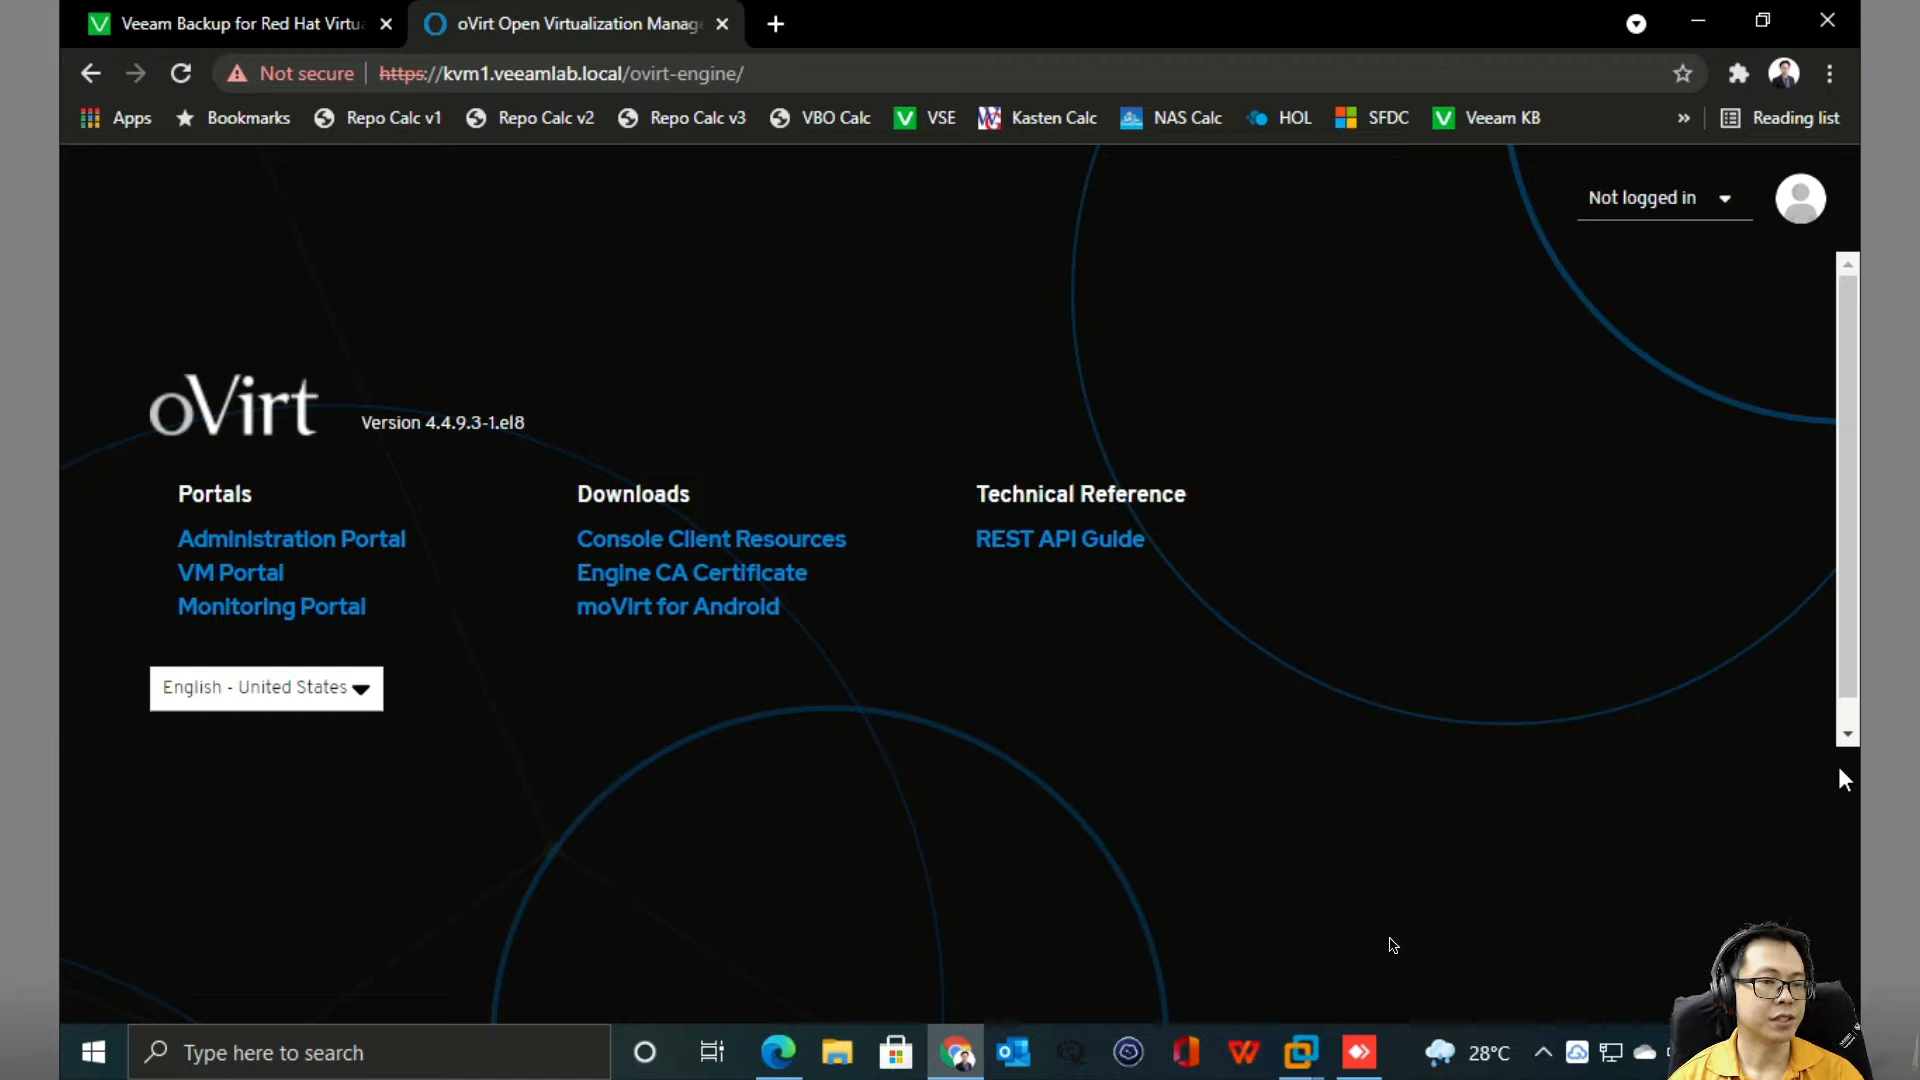 Veeam Backup for Red Hat Virtu
oVirt Open Virtualization Manag
Not secure
https://kvm1.veeamlab.local/ovirt-engine/
Apps
Bookmarks
Repo Calc v1
Repo Calc v2
Repo Calc v3
VBO Calc
VSE
Kasten Calc
NAS Calc
HOL
SFDC
Veeam KB
»
Reading list
Not logged in
oVirt
Version 4.4.9.3-1.el8
Portals
Administration Portal
VM Portal
Monitoring Portal
Downloads
Console Client Resources
Engine CA Certificate
moVirt for Android
Technical Reference
REST API Guide
English - United States
Type here to search
28°C